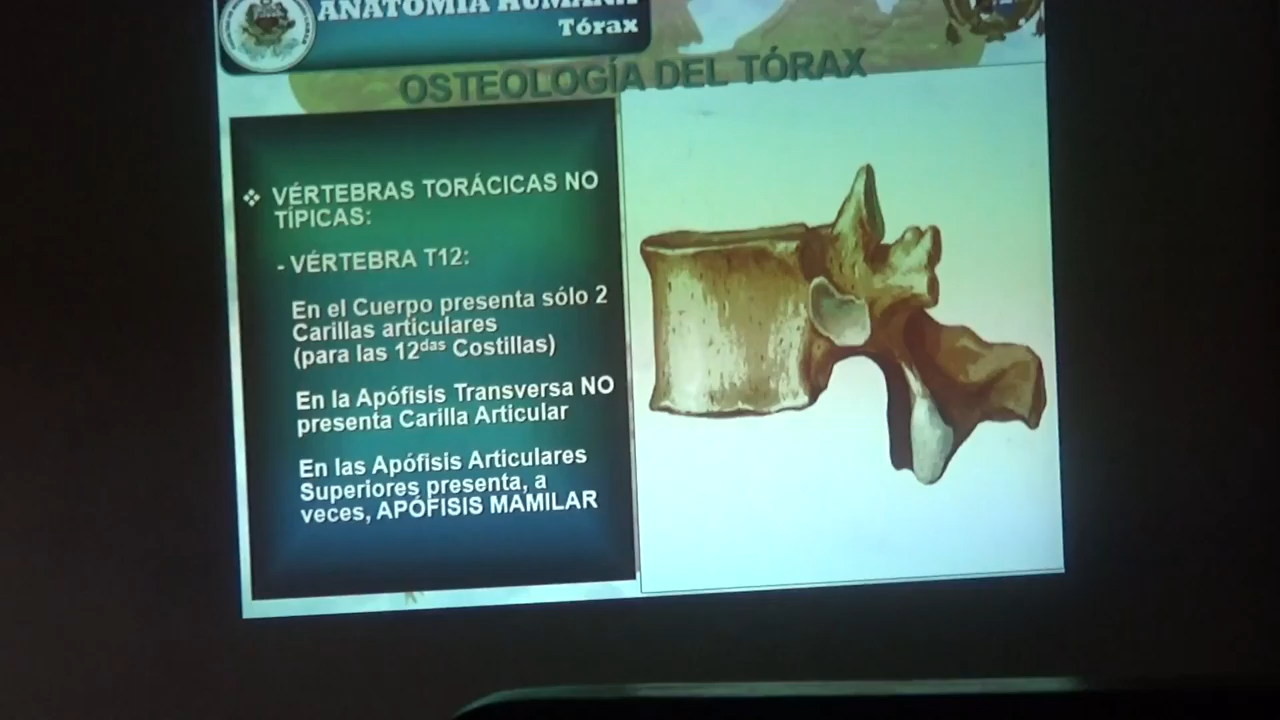 ANATOMÍA HUMANA
Tórax
OSTEOLOGÍA DEL TÓRAX
❖ VÉRTEBRAS TORÁCICAS NO
TÍPICAS:
- VÉRTEBRA T12:
En el Cuerpo presenta sólo 2
Carillas articulares
(para las 12das Costillas)
En la Apófisis Transversa NO
presenta Carilla Articular
En las Apófisis Articulares
Superiores presenta, a
veces, APÓFISIS MAMILAR